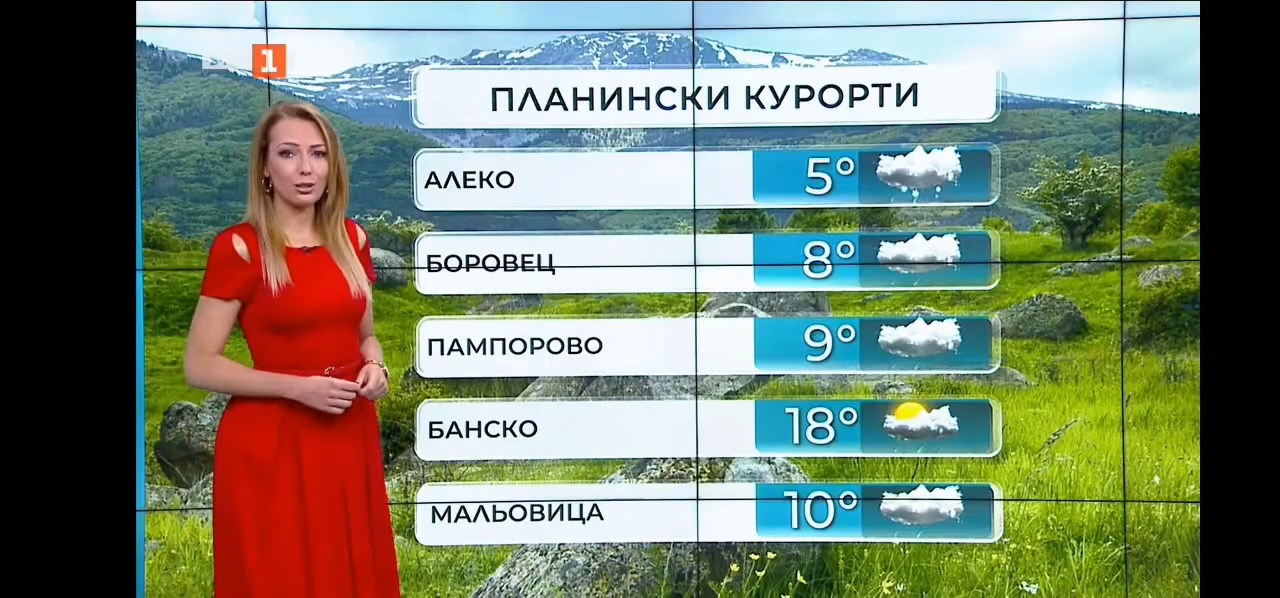 1
ПЛАНИНСКИ КУРОРТИ
АЛЕКО 5°
БОРОВЕЦ 8°
ПАМПОРОВО 9°
БАНСКО 18°
МАЛЬОВИЦА 10°